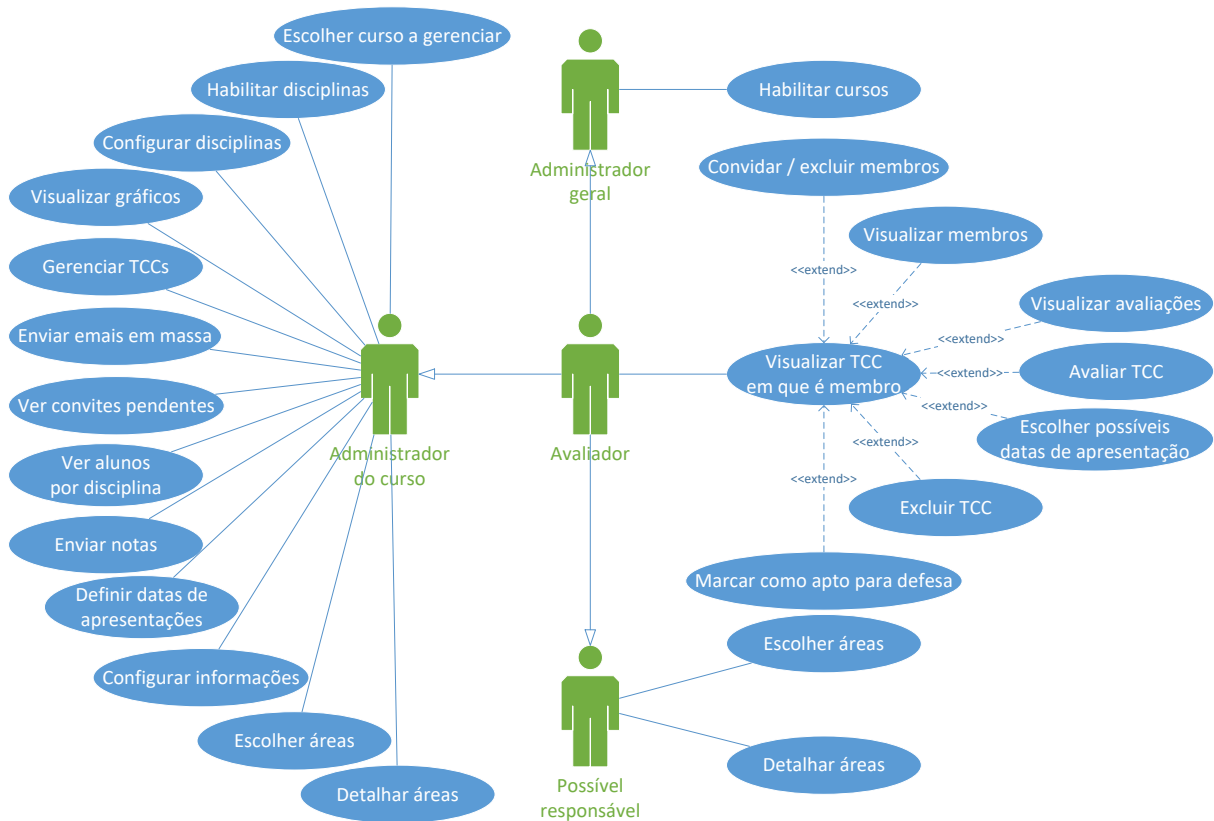 Escolher curso a gerenciar
Habilitar disciplinas
Configurar disciplinas
Visualizar gráficos
Gerenciar TCCs
Enviar emais em massa
Ver convites pendentes
Ver alunos
por disciplina
Enviar notas
Definir datas de
apresentações
Configurar informações
Escolher áreas
Detalhar áreas
Administrador
do curso
Administrador
geral
Habilitar cursos
Avaliador
Convidar / excluir membros
<<extend>>
Visualizar membros
<<extend>>
Visualizar avaliações
<<extend>>
Visualizar TCC
em que é membro
<<extend>>
Avaliar TCC
<<extend>>
Escolher possíveis
datas de apresentação
<<extend>>
Excluir TCC
<<extend>>
Marcar como apto para defesa
Escolher áreas
Detalhar áreas
Possível
responsável